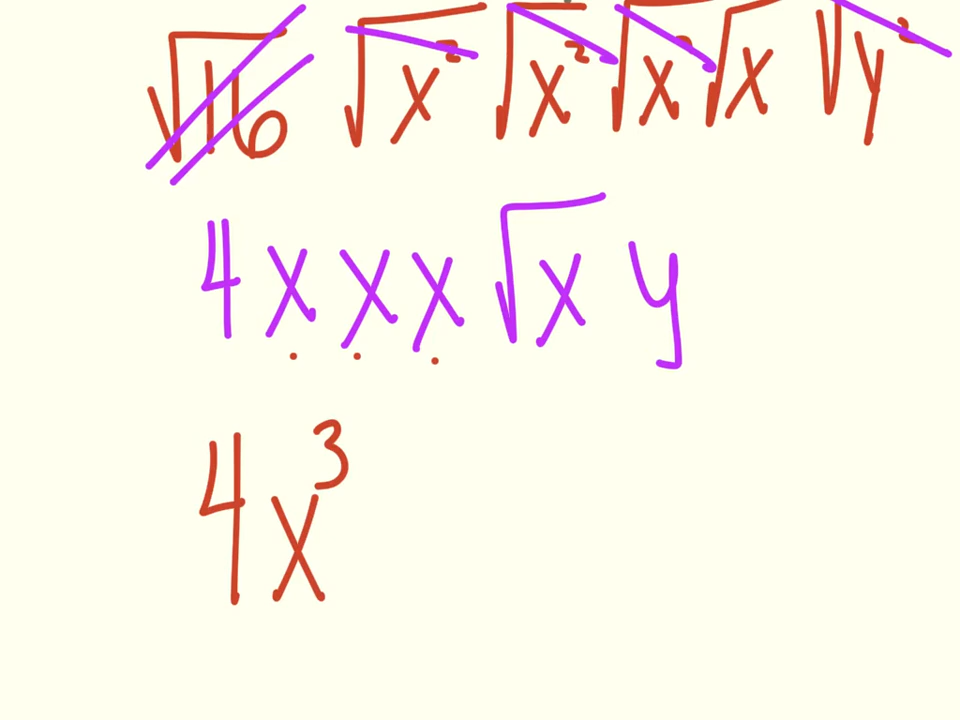 √16 √x² √x² √x² √x √y²
4 x x x √x y
4x³